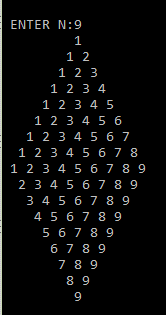 ENTER N:9
1
1 2
1 2 3
1 2 3 4
1 2 3 4 5
1 2 3 4 5 6
1 2 3 4 5 6 7
1 2 3 4 5 6 7 8
1 2 3 4 5 6 7 8 9
2 3 4 5 6 7 8 9
3 4 5 6 7 8 9
4 5 6 7 8 9
5 6 7 8 9
6 7 8 9
7 8 9
8 9
9